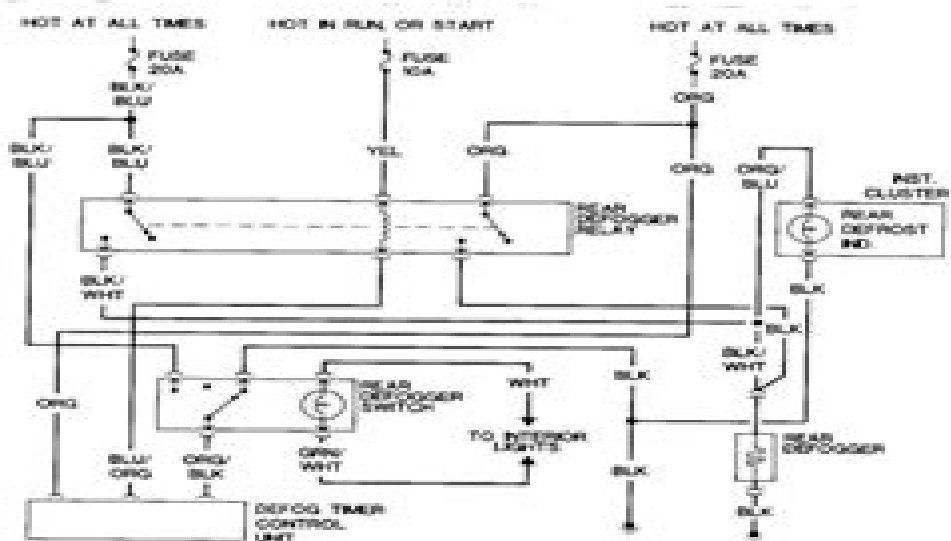 HOT AT ALL TIMES
HOT IN RUN, OR START
HOT AT ALL TIMES
FUSE
20A
FUSE
10A
FUSE
20A
BLK/
BLU
ORG
BLK/
BLU
BLK/
BLU
YEL
ORG
ORG
ORG/
BLU
INST.
CLUSTER
REAR
DEFOGGER
RELAY
REAR
DEFROST
IND.
BLK/
WHT
BLK
BLK
BLK/
WHT
ORG
REAR
DEFOGGER
SWITCH
WHT
BLK
TO INTERIOR
LIGHTS
REAR
DEFOGGER
BLU/
ORG
ORG/
BLK
GRN/
WHT
BLK
BLK
DEFOG TIMER
CONTROL
UNIT